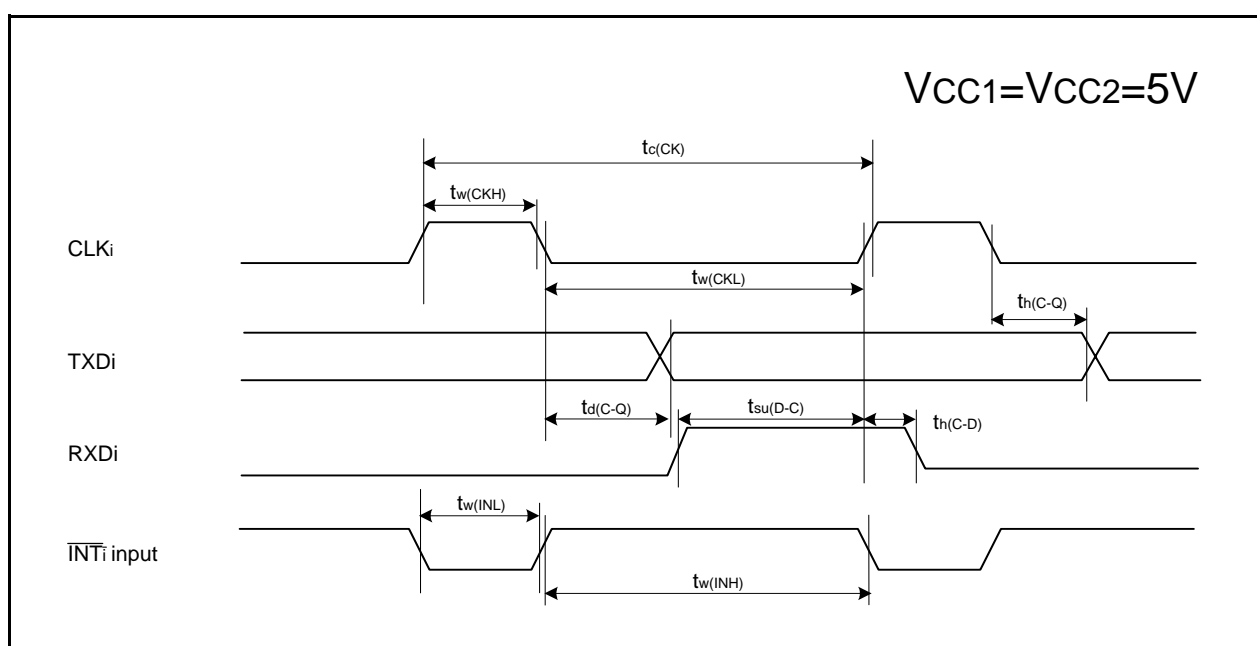 VCC1=VCC2=5V
tc(CK)
tw(CKH)
CLKi
tw(CKL)
th(C-Q)
TXDi
td(C-Q)
tsu(D-C)
th(C-D)
RXDi
tw(INL)
INTi input
tw(INH)